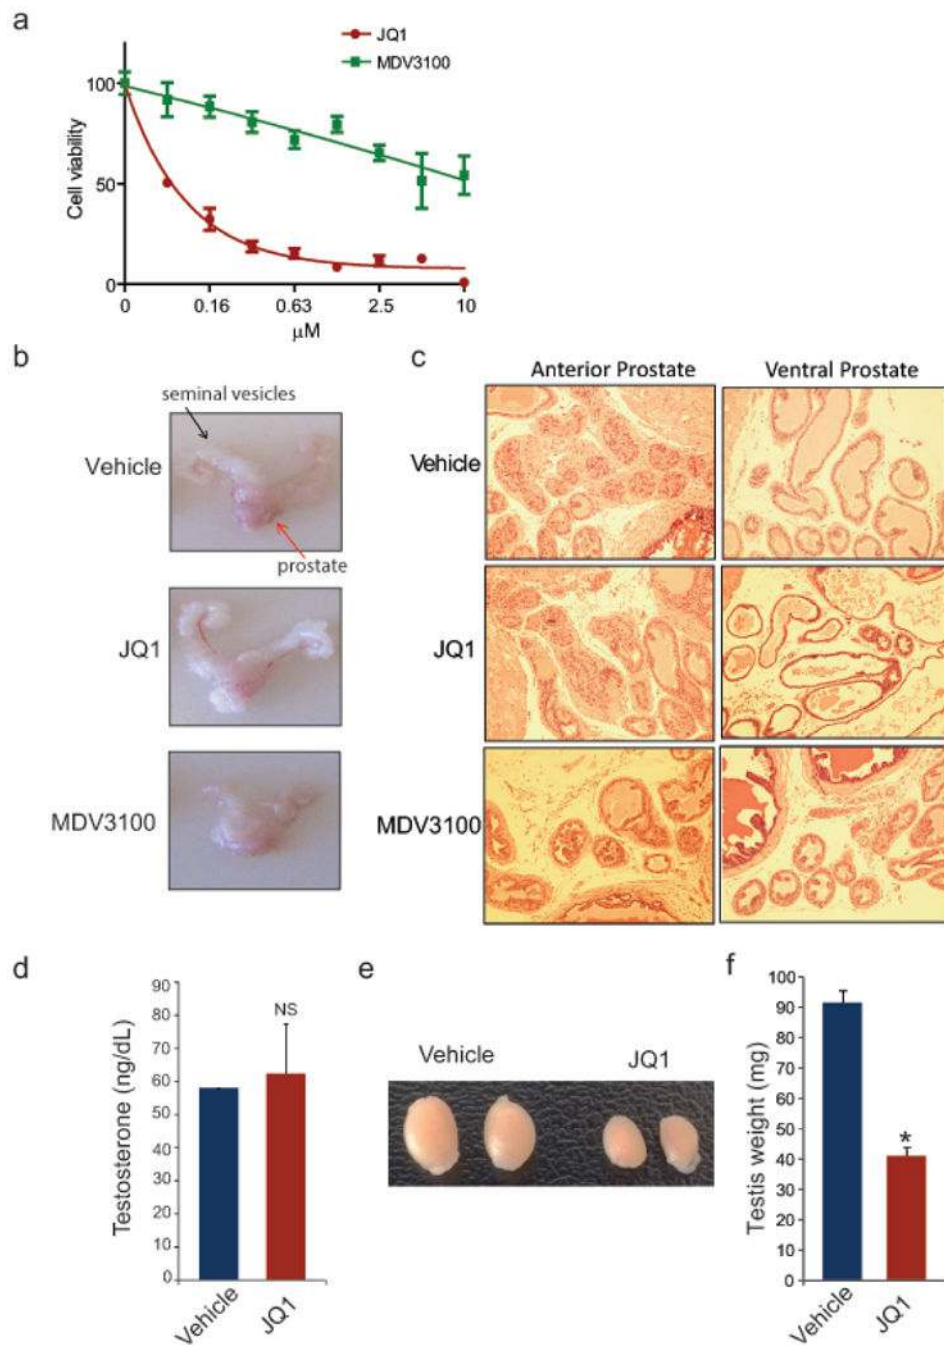 a
JQ1
MDV3100
100
50
0
Cell viability
0 0.16 0.63 2.5 10
μM
b
seminal vesicles
Vehicle
prostate
JQ1
MDV3100
c
Anterior Prostate Ventral Prostate
Vehicle
JQ1
MDV3100
d
90
80
70
60
50
40
30
20
10
0
Testosterone (ng/dL)
NS
Vehicle JQ1
e
Vehicle JQ1
f
100
90
80
70
60
50
40
30
20
10
0
Testis weight (mg)
*
Vehicle JQ1